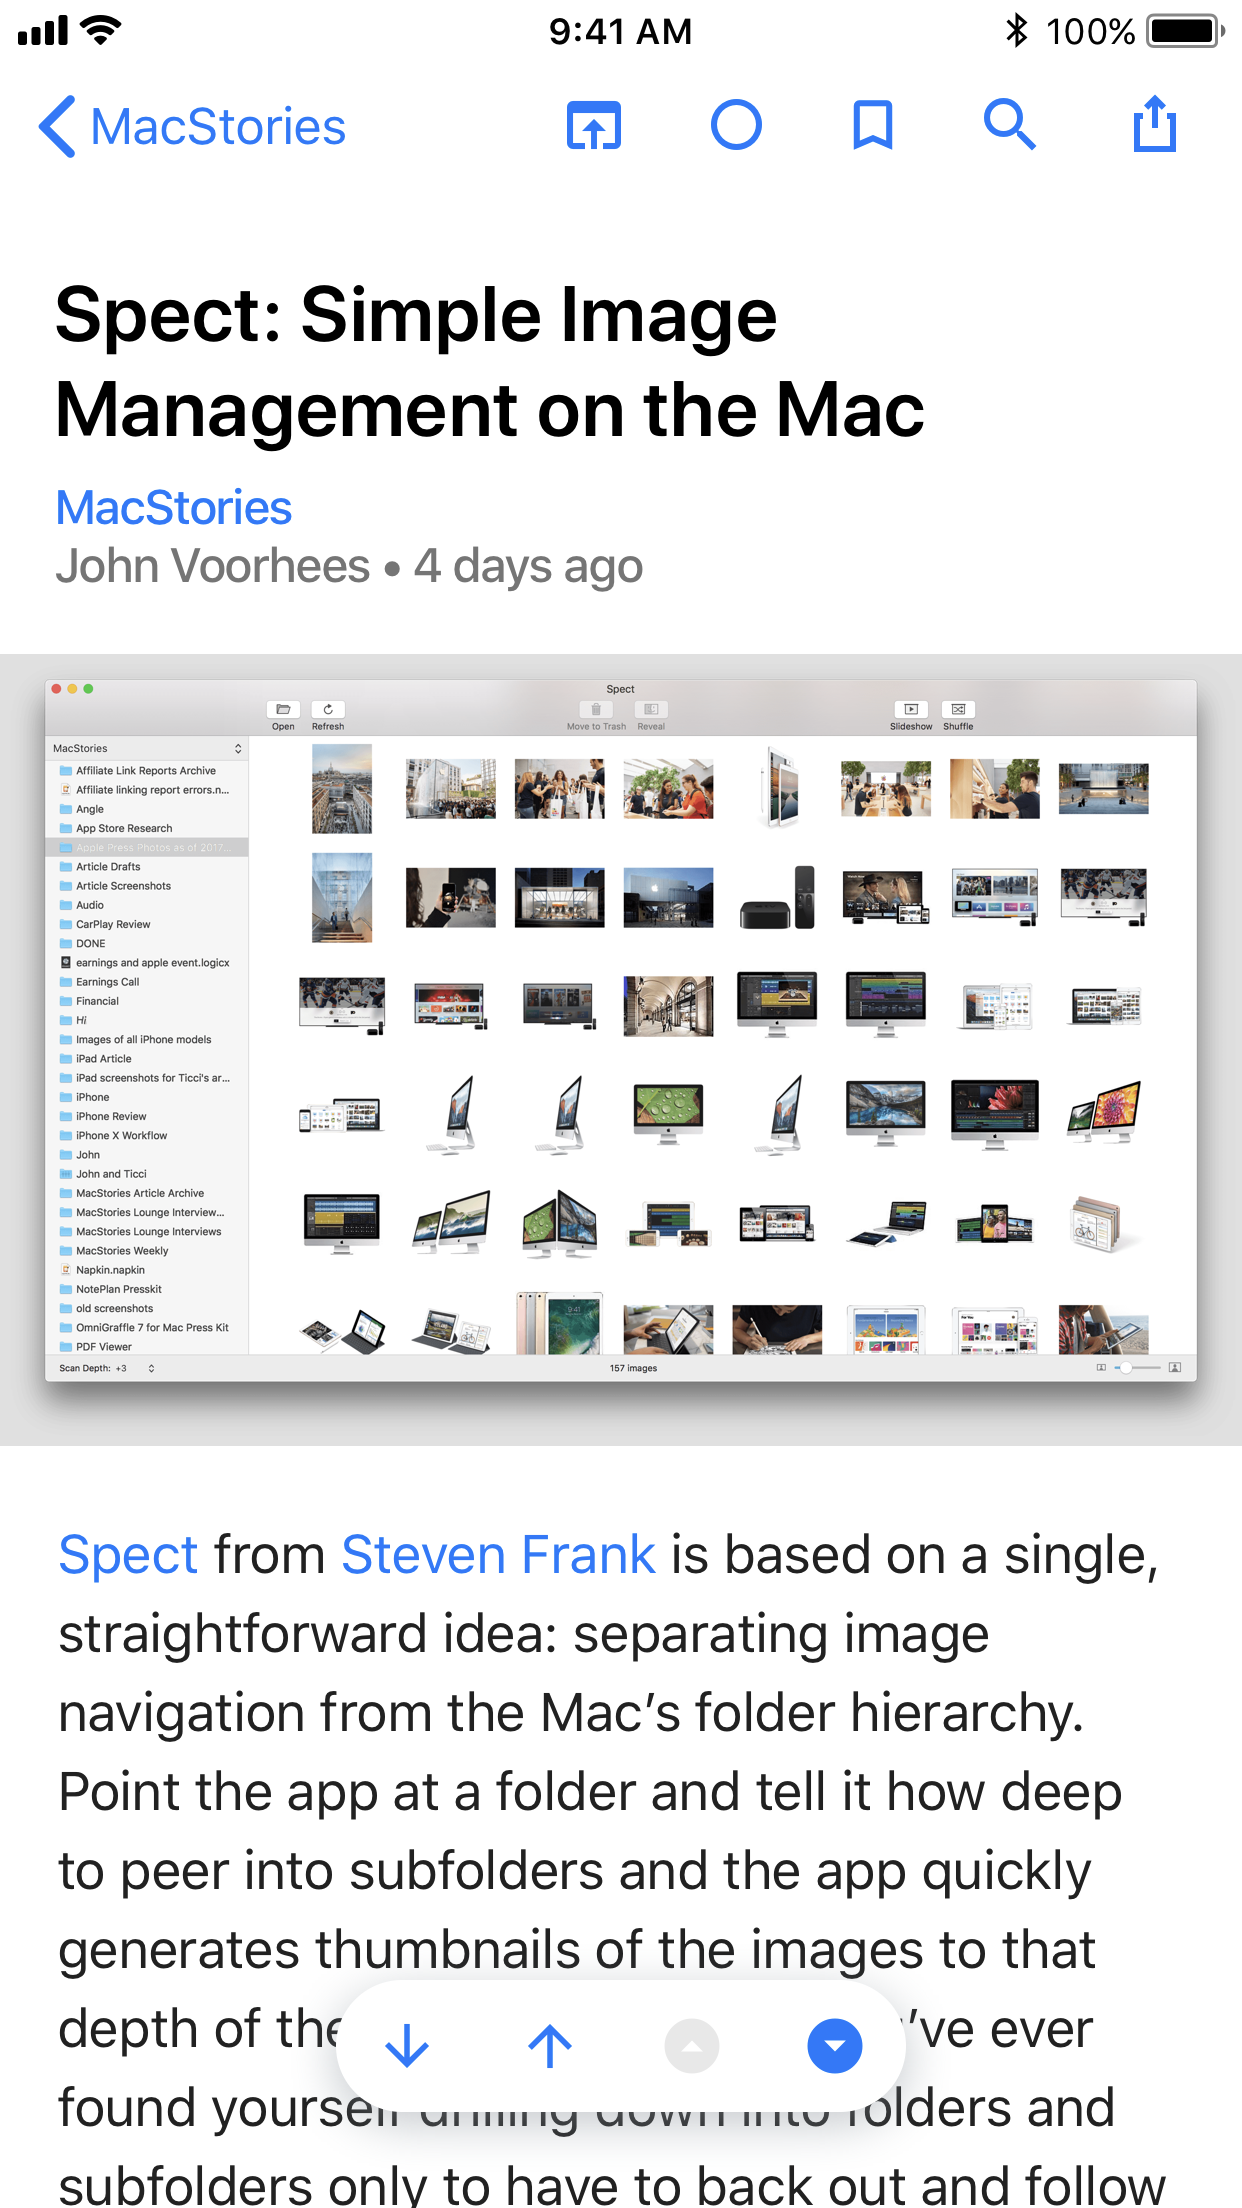 9:41 AM
100%
MacStories
Spect: Simple Image
Management on the Mac
MacStories
John Voorhees • 4 days ago
Spect
Open
Refresh
Move to Trash
Reveal
Slideshow
Shuffle
MacStories
Affiliate Link Reports Archive
Affiliate linking report errors.n...
Angle
App Store Research
Apple Press Photos as of 2017...
Article Drafts
Article Screenshots
Audio
CarPlay Review
DONE
earnings and apple event.logicx
Earnings Call
Financial
Hi
Images of all iPhone models
iPad Article
iPad screenshots for Ticci's ar...
iPhone
iPhone Review
iPhone X Workflow
John
John and Ticci
MacStories Article Archive
MacStories Lounge Interview...
MacStories Lounge Interviews
MacStories Weekly
Napkin.napkin
NotePlan Presskit
old screenshots
OmniGraffle 7 for Mac Press Kit
PDF Viewer
Scan Depth: +3
157 images
Spect from Steven Frank is based on a single,
straightforward idea: separating image
navigation from the Mac’s folder hierarchy.
Point the app at a folder and tell it how deep
to peer into subfolders and the app quickly
generates thumbnails of the images to that
depth of the ’ve ever
found yourself drilling down into folders and
subfolders only to have to back out and follow